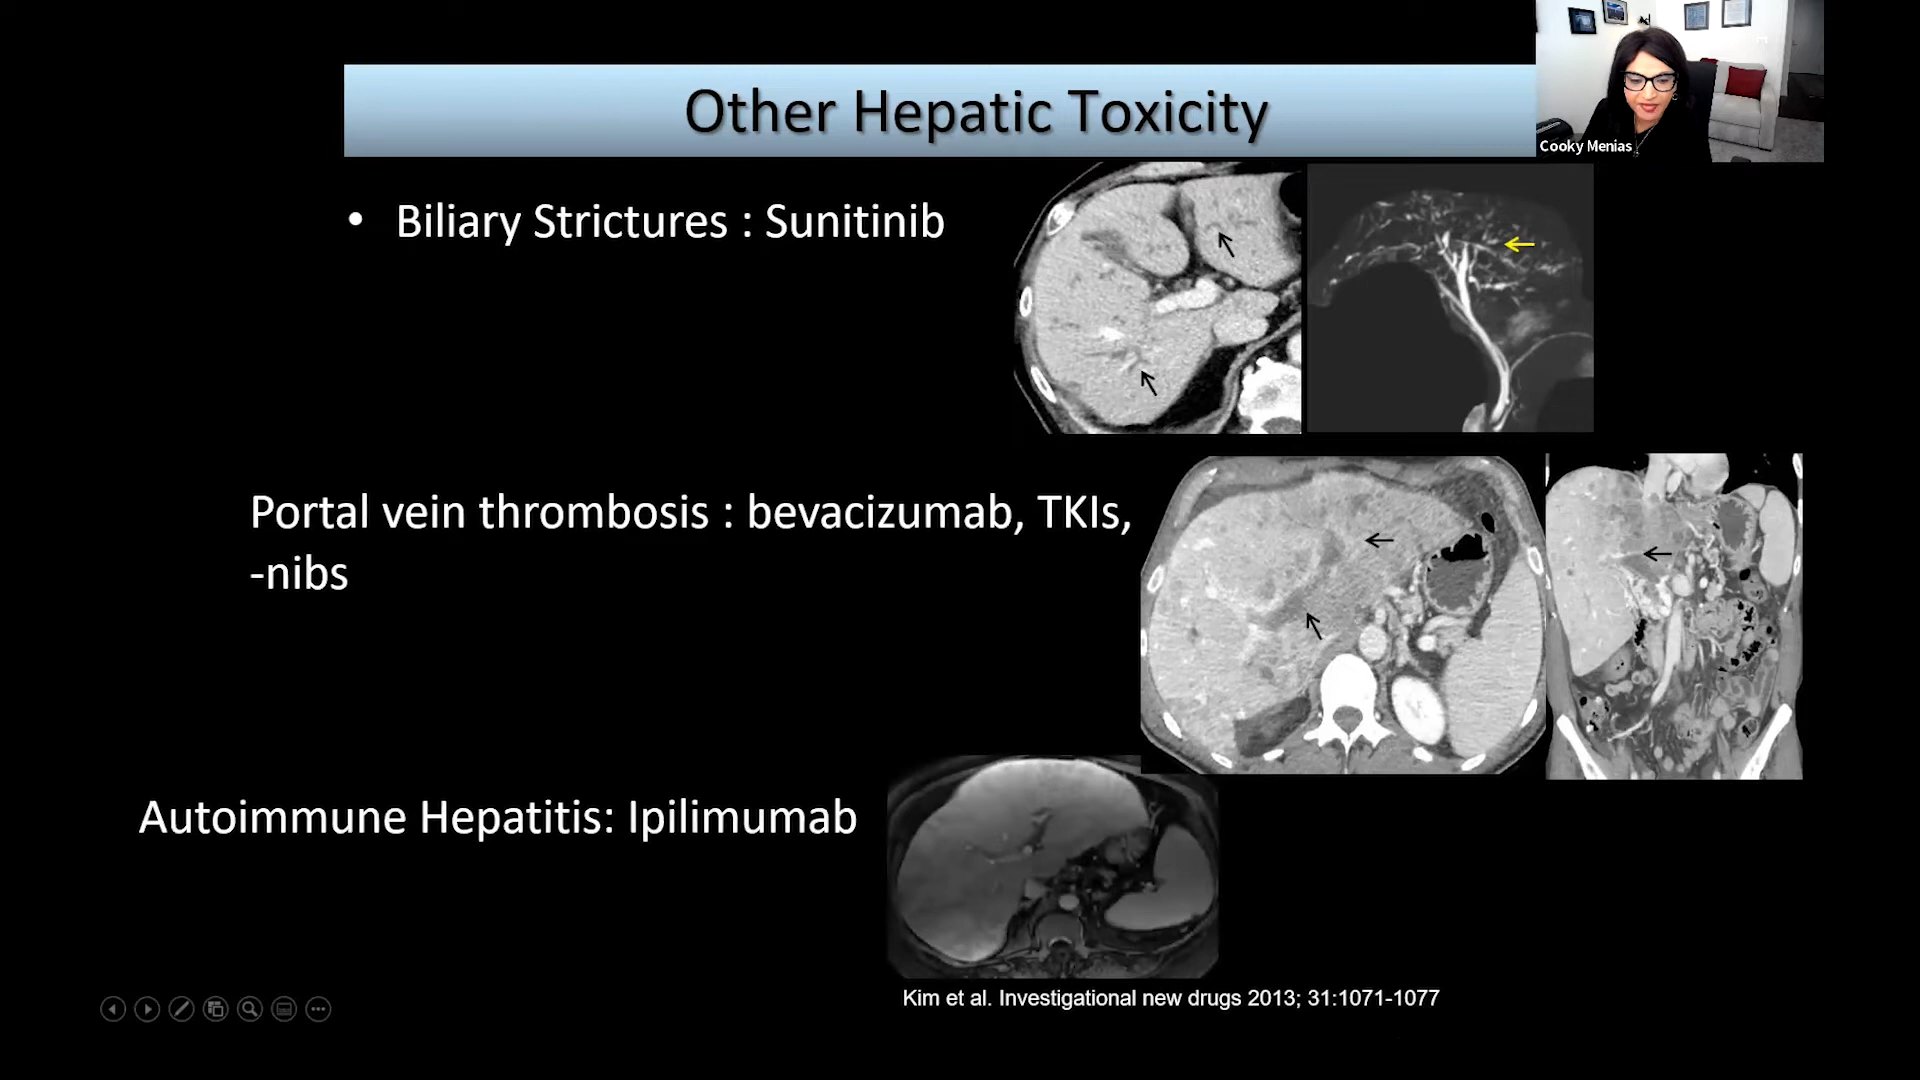 Other Hepatic Toxicity
Cooky Menias
• Biliary Strictures : Sunitinib
Portal vein thrombosis : bevacizumab, TKIs,
-nibs
Autoimmune Hepatitis: Ipilimumab
Kim et al. Investigational new drugs 2013; 31:1071-1077